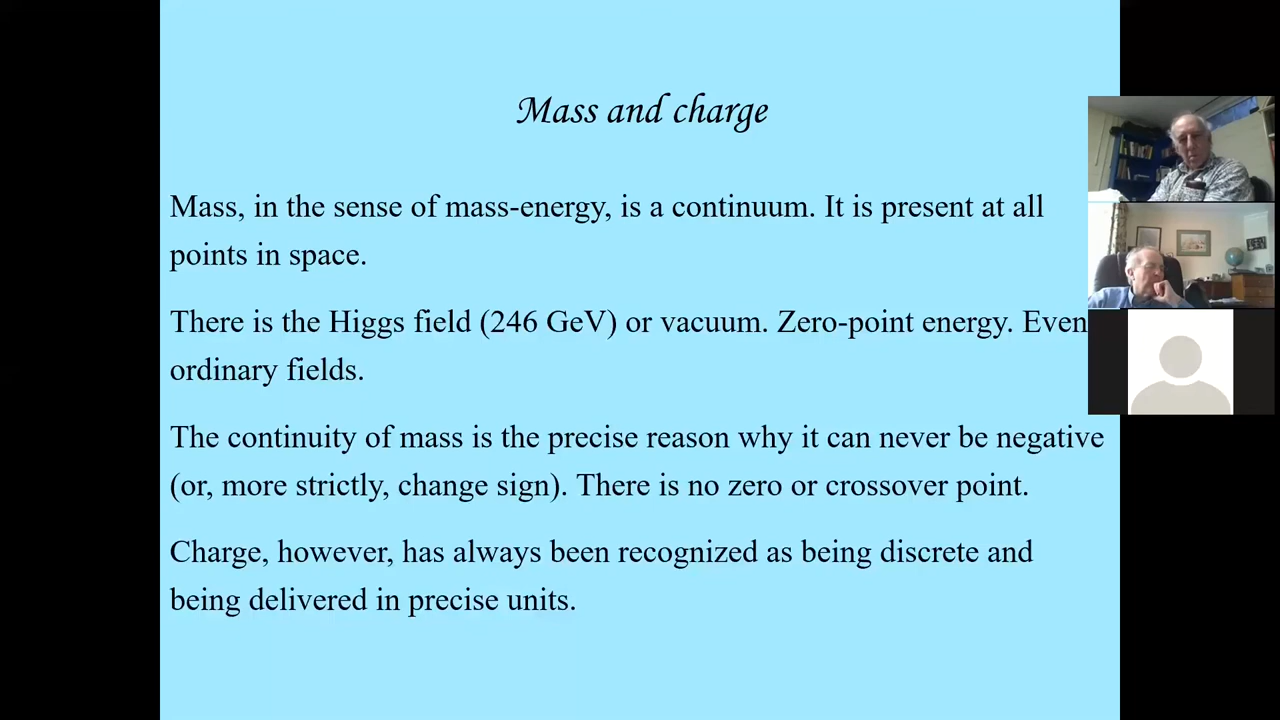 Mass and charge
Mass, in the sense of mass-energy, is a continuum. It is present at all
points in space.
There is the Higgs field (246 GeV) or vacuum. Zero-point energy. Even
ordinary fields.
The continuity of mass is the precise reason why it can never be negative
(or, more strictly, change sign). There is no zero or crossover point.
Charge, however, has always been recognized as being discrete and
being delivered in precise units.